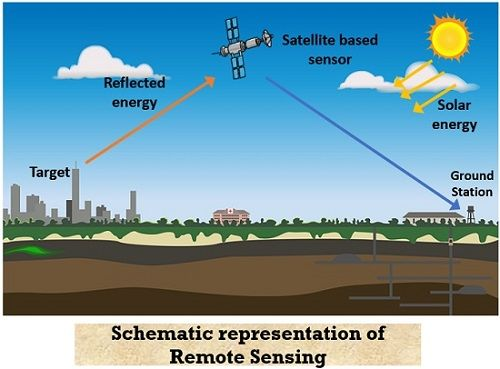 Satellite based
sensor
Reflected
energy
Solar
energy
Target
Ground
Station
Schematic representation of
Remote Sensing